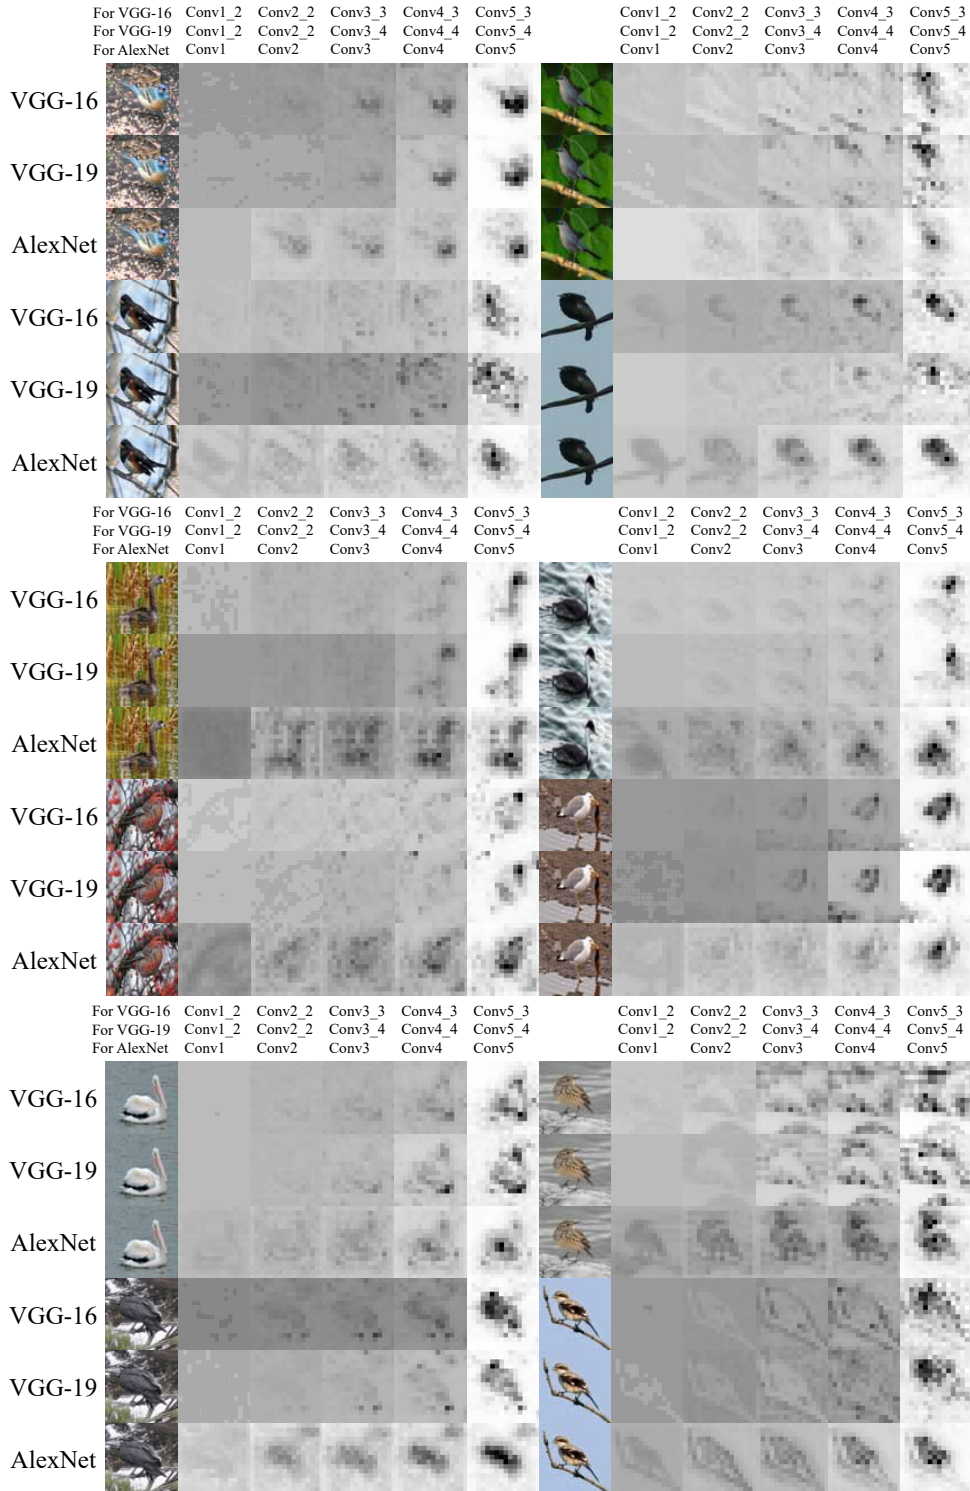 For VGG-16 Conv1_2 Conv2_2 Conv3_3 Conv4_3 Conv5_3 Conv1_2 Conv2_2 Conv3_3 Conv4_3 Conv5_3
For VGG-19 Conv1_2 Conv2_2 Conv3_4 Conv4_4 Conv5_4 Conv1_2 Conv2_2 Conv3_4 Conv4_4 Conv5_4
For AlexNet Conv1 Conv2 Conv3 Conv4 Conv5 Conv1 Conv2 Conv3 Conv4 Conv5
VGG-16
VGG-19
AlexNet
VGG-16
VGG-19
AlexNet
For VGG-16 Conv1_2 Conv2_2 Conv3_3 Conv4_3 Conv5_3 Conv1_2 Conv2_2 Conv3_3 Conv4_3 Conv5_3
For VGG-19 Conv1_2 Conv2_2 Conv3_4 Conv4_4 Conv5_4 Conv1_2 Conv2_2 Conv3_4 Conv4_4 Conv5_4
For AlexNet Conv1 Conv2 Conv3 Conv4 Conv5 Conv1 Conv2 Conv3 Conv4 Conv5
VGG-16
VGG-19
AlexNet
VGG-16
VGG-19
AlexNet
For VGG-16 Conv1_2 Conv2_2 Conv3_3 Conv4_3 Conv5_3 Conv1_2 Conv2_2 Conv3_3 Conv4_3 Conv5_3
For VGG-19 Conv1_2 Conv2_2 Conv3_4 Conv4_4 Conv5_4 Conv1_2 Conv2_2 Conv3_4 Conv4_4 Conv5_4
For AlexNet Conv1 Conv2 Conv3 Conv4 Conv5 Conv1 Conv2 Conv3 Conv4 Conv5
VGG-16
VGG-19
AlexNet
VGG-16
VGG-19
AlexNet